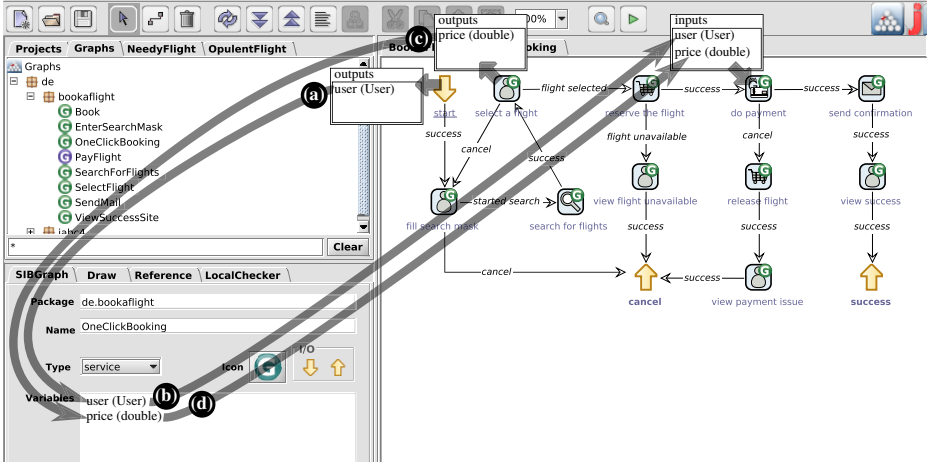 outputs
price (double)
inputs
user (User)
price (double)
00%
Projects
Graphs
NeedyFlight
OpulentFlight
(c)
(a)
outputs
user (User)
Graphs
de
bookaflight
Book
EnterSearchMask
OneClickBooking
PayFlight
SearchForFlights
SelectFlight
SendMail
ViewSuccessSite
jabc4
*
Clear
start
select a flight
flight selected
reserve the flight
success
do payment
success
send confirmation
success
cancel
success
flight unavailable
cancel
success
fill search mask
started search
search for flights
view flight unavailable
release flight
view success
success
success
success
cancel
cancel
success
view payment issue
success
SIBGraph
Draw
Reference
LocalChecker
Package
de.bookaflight
Name
OneClickBooking
Type
service
Icon
I/O
Variables
user (User)
price (double)
(b)
(d)